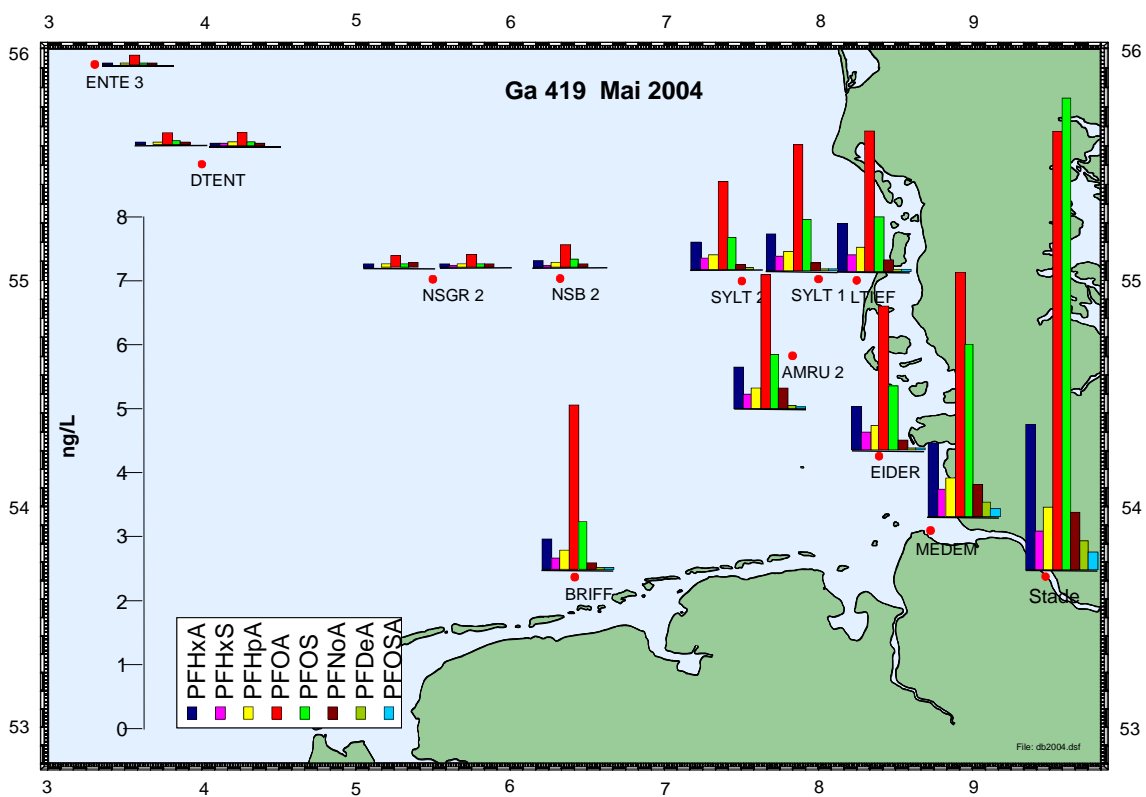 3 4 5 6 7 8 9
56 56
ENTE 3
Ga 419 Mai 2004
DTENT
8
55 7 NSGR 2 NSB 2 SYLT 2 SYLT 1 LTIEF 55
6
AMRU 2
5
ng/L
4
EIDER
54 54
3
MEDEM
BRIFF
Stade
2
PFHxA
PFHxS
PFHpA
PFOA
PFOS
PFNoA
PFDeA
PFOSA
1
0
53 53
File: db2004.dsf
3 4 5 6 7 8 9